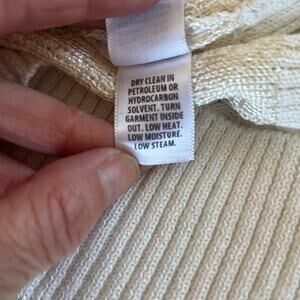 DRY CLEAN IN
PETROLEUM OR
HYDROCARBON
SOLVENT. TURN
GARMENT INSIDE
OUT. LOW HEAT.
LOW MOISTURE.
LOW STEAM.